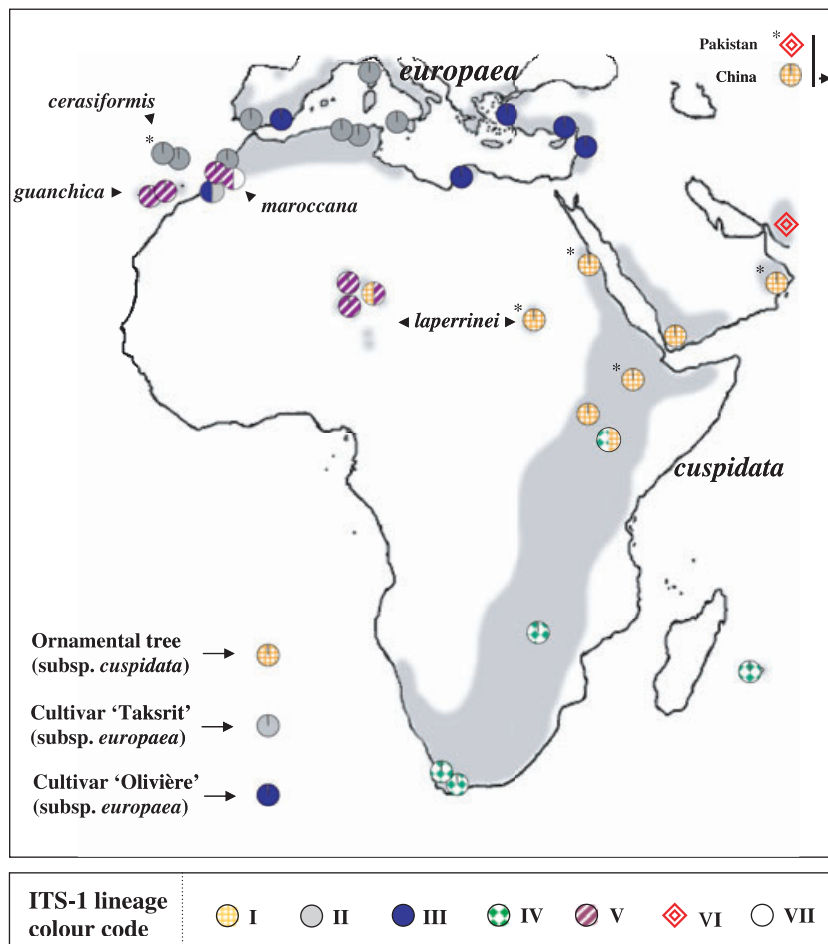 * Pakistan
China
europaea
cerasiformis
*
guanchica
maroccana
*
*
laperrinei
*
*
cuspidata
Ornamental tree
(subsp. cuspidata)
Cultivar ‘Taksrit’
(subsp. europaea)
Cultivar ‘Olivière’
(subsp. europaea)
ITS-1 lineage
colour code
I II III IV V VI VII